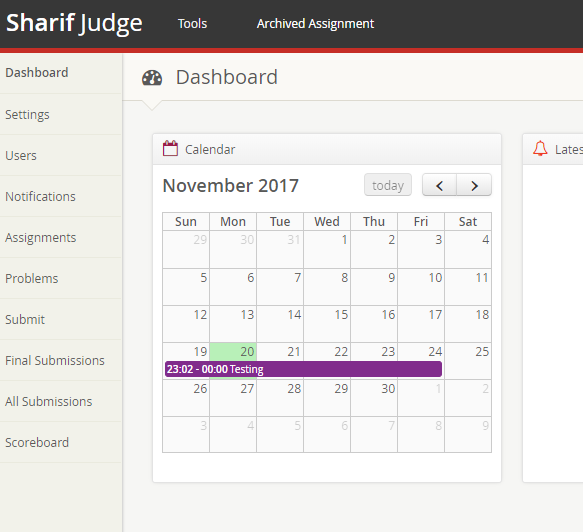 Sharif Judge Tools Archived Assignment
Dashboard
Settings
Users
Notifications
Assignments
Problems
Submit
Final Submissions
All Submissions
Scoreboard
Dashboard
Calendar
November 2017 today
Sun Mon Tue Wed Thu Fri Sat
29 30 31 1 2 3 4
5 6 7 8 9 10 11
12 13 14 15 16 17 18
19 20 21 22 23 24 25
23:02 - 00:00 Testing
26 27 28 29 30 1 2
3 4 5 6 7 8 9
Lates